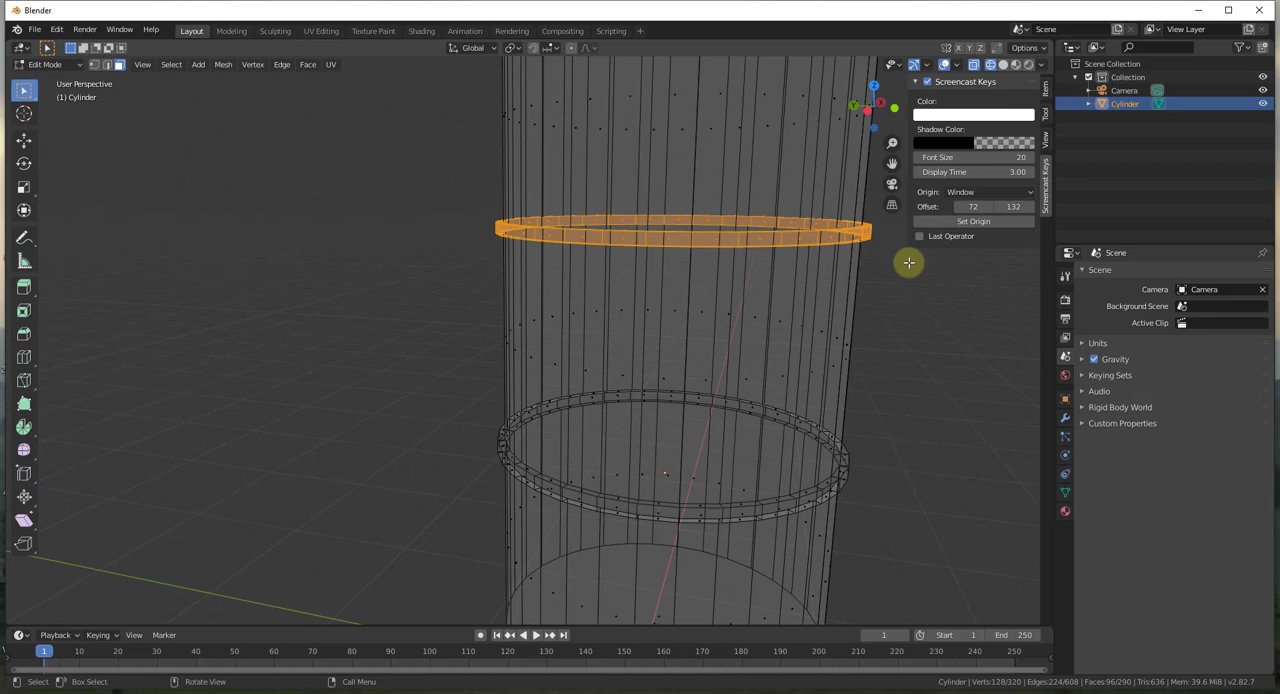 Blender
File Edit Render Window Help
Layout Modeling Sculpting UV Editing Texture Paint Shading Animation Rendering Compositing Scripting +
Scene
View Layer
Global
X Y Z
Options
Edit Mode
View Select Add Mesh Vertex Edge Face UV
User Perspective
(1) Cylinder
Z
Y
X
Screencast Keys
Color:
Shadow Color:
Font Size 20
Display Time 3.00
Origin: Window
Offset: 72 132
Set Origin
Last Operator
Item
Tool
View
Screencast Keys
Scene Collection
Collection
Camera
Cylinder
Scene
Scene
Camera Camera
Background Scene
Active Clip
Units
Gravity
Keying Sets
Audio
Rigid Body World
Custom Properties
Playback Keying View Marker
1
Start 1
End 250
1 10 20 30 40 50 60 70 80 90 100 110 120 130 140 150 160 170 180 190 200 210 220 230 240 250
Select
Box Select
Rotate View
Call Menu
Cylinder | Verts:128/320 | Edges:224/608 | Faces:96/290 | Tris:636 | Mem: 39.6 MiB | v2.82.7